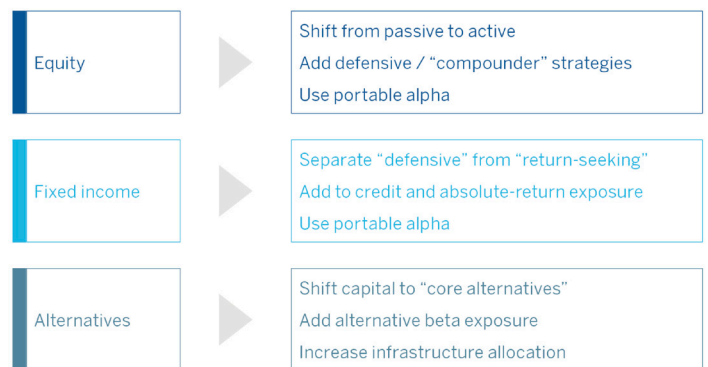 Equity
Shift from passive to active
Add defensive / “compounder” strategies
Use portable alpha
Fixed income
Separate “defensive” from “return-seeking”
Add to credit and absolute-return exposure
Use portable alpha
Alternatives
Shift capital to “core alternatives”
Add alternative beta exposure
Increase infrastructure allocation